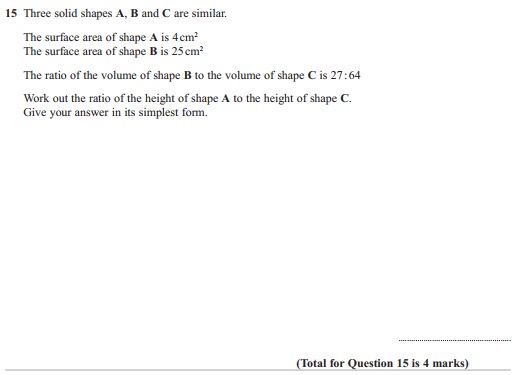 15 Three solid shapes A, B and C are similar.
The surface area of shape A is 4 cm²
The surface area of shape B is 25 cm²
The ratio of the volume of shape B to the volume of shape C is 27:64
Work out the ratio of the height of shape A to the height of shape C.
Give your answer in its simplest form.
(Total for Question 15 is 4 marks)